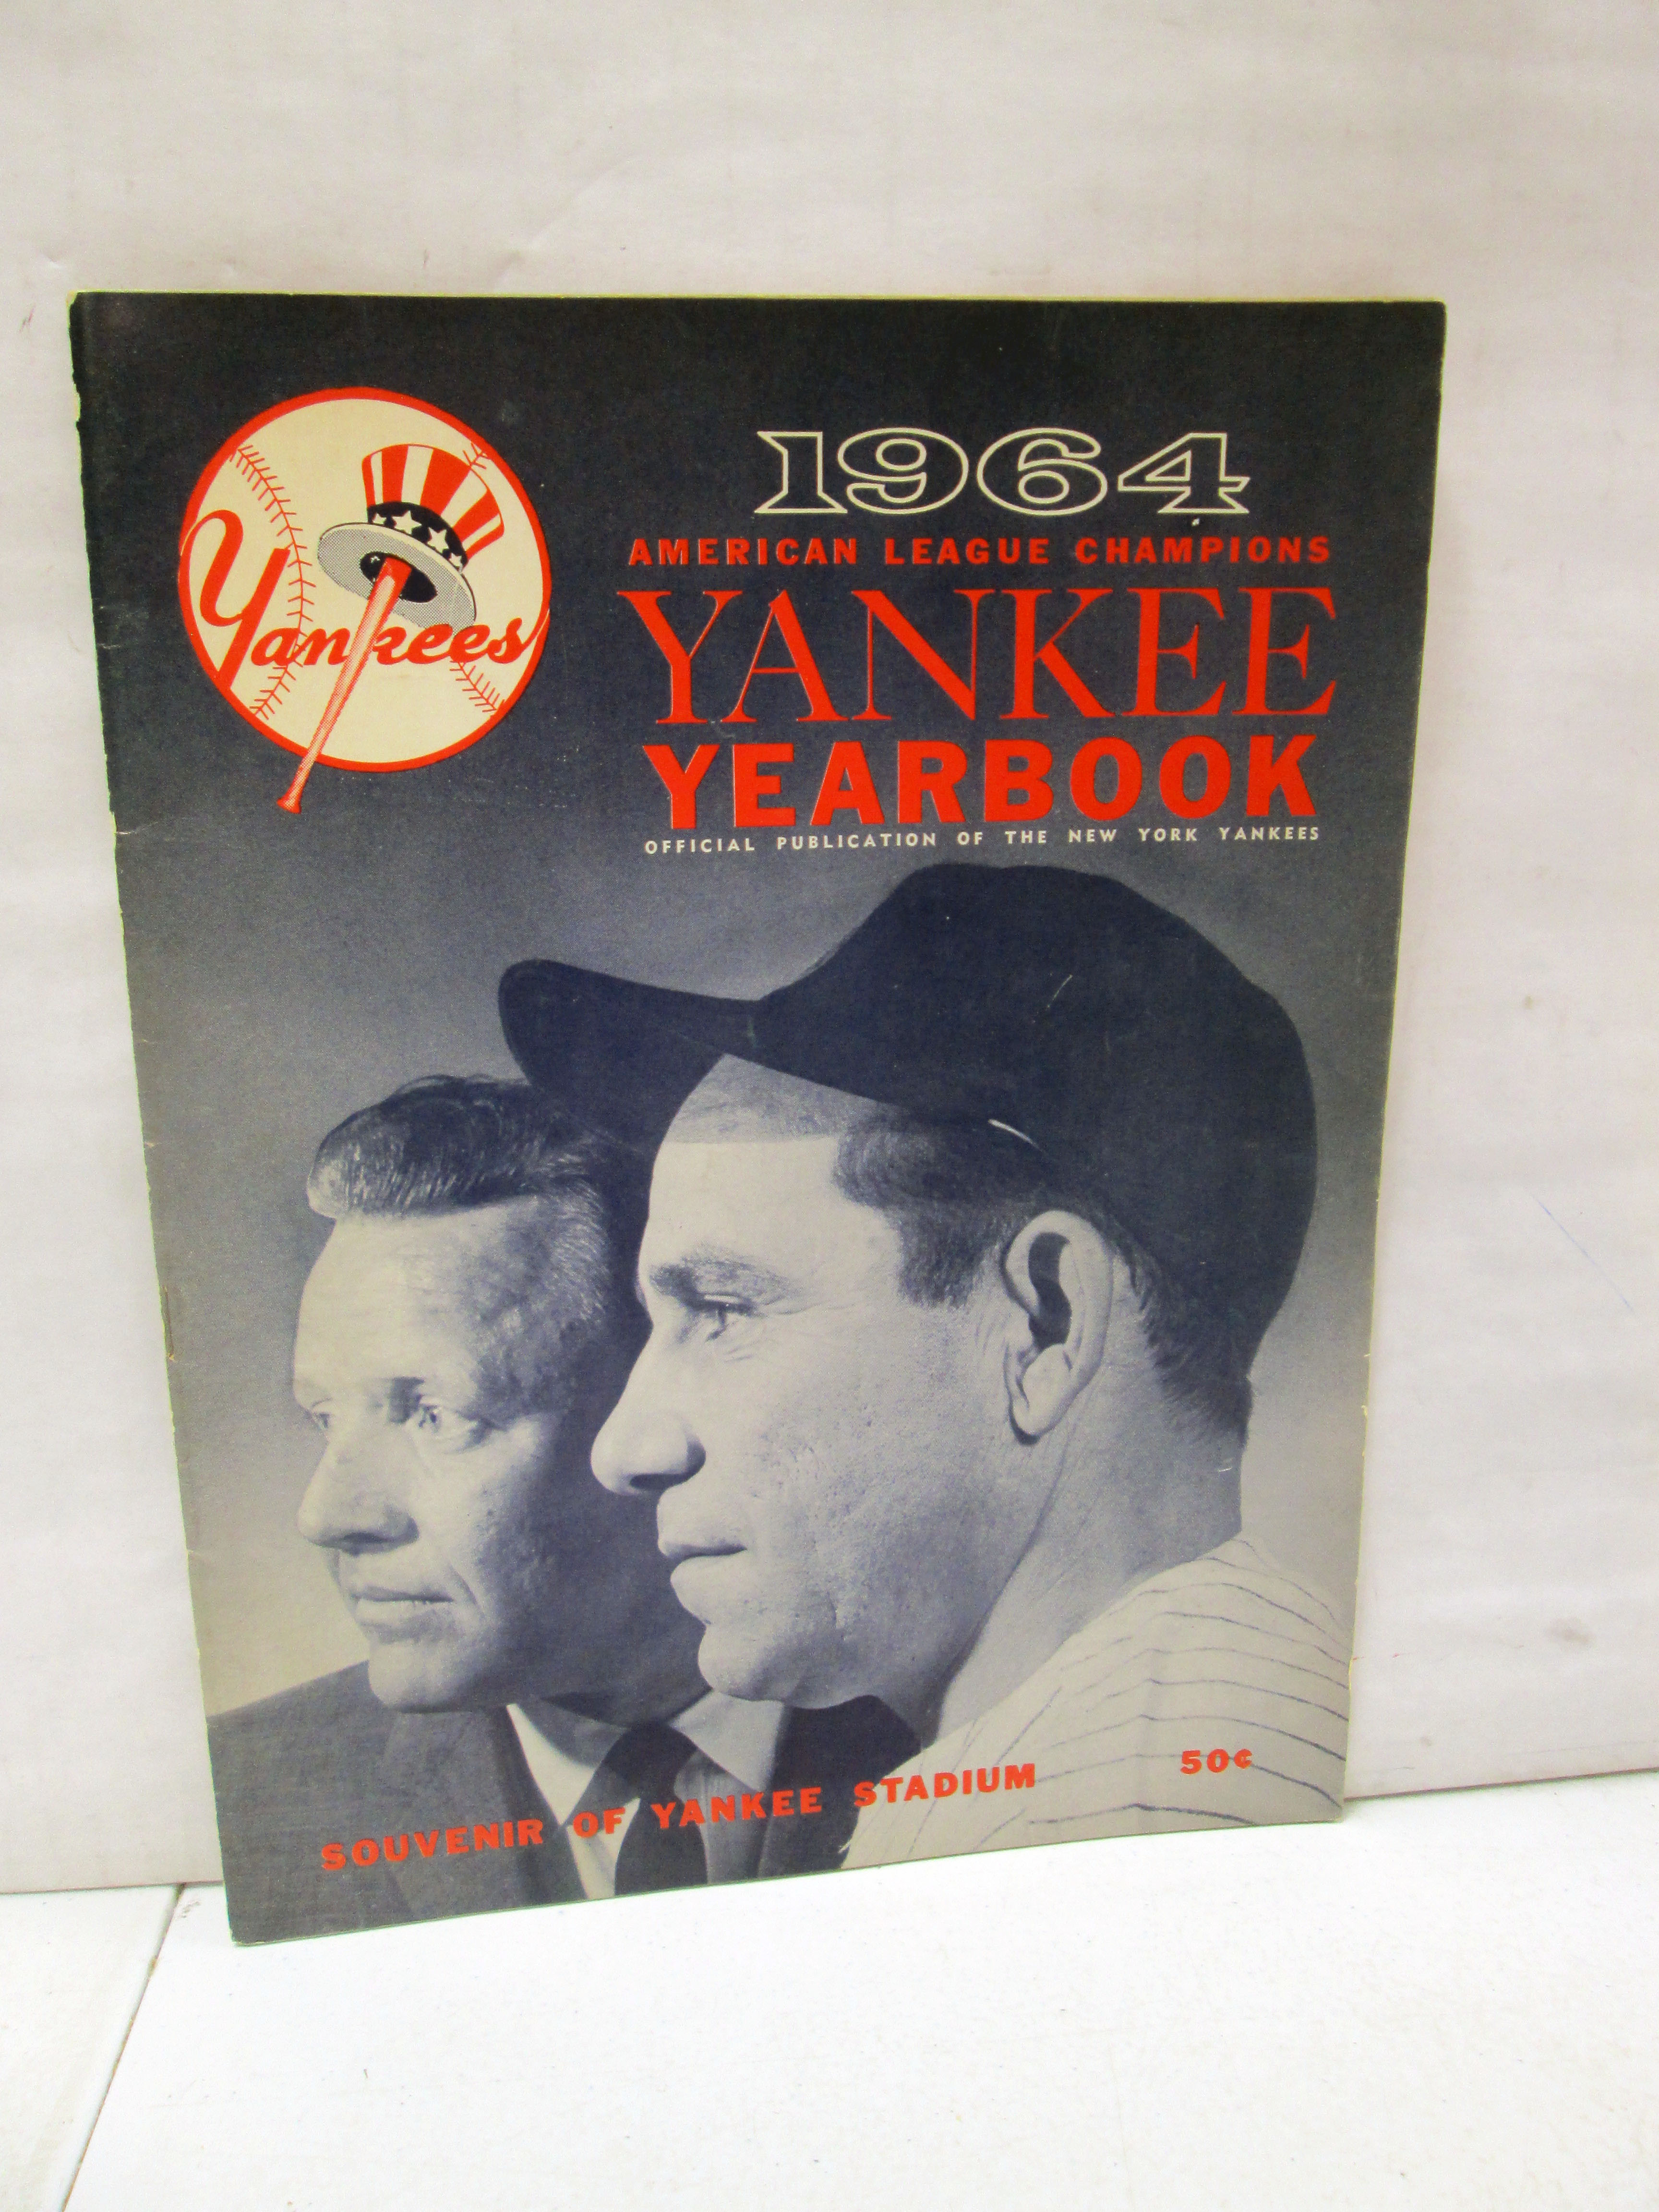 Yankees
1964
AMERICAN LEAGUE CHAMPIONS
YANKEE
YEARBOOK
OFFICIAL PUBLICATION OF THE NEW YORK YANKEES
SOUVENIR OF YANKEE STADIUM
50¢